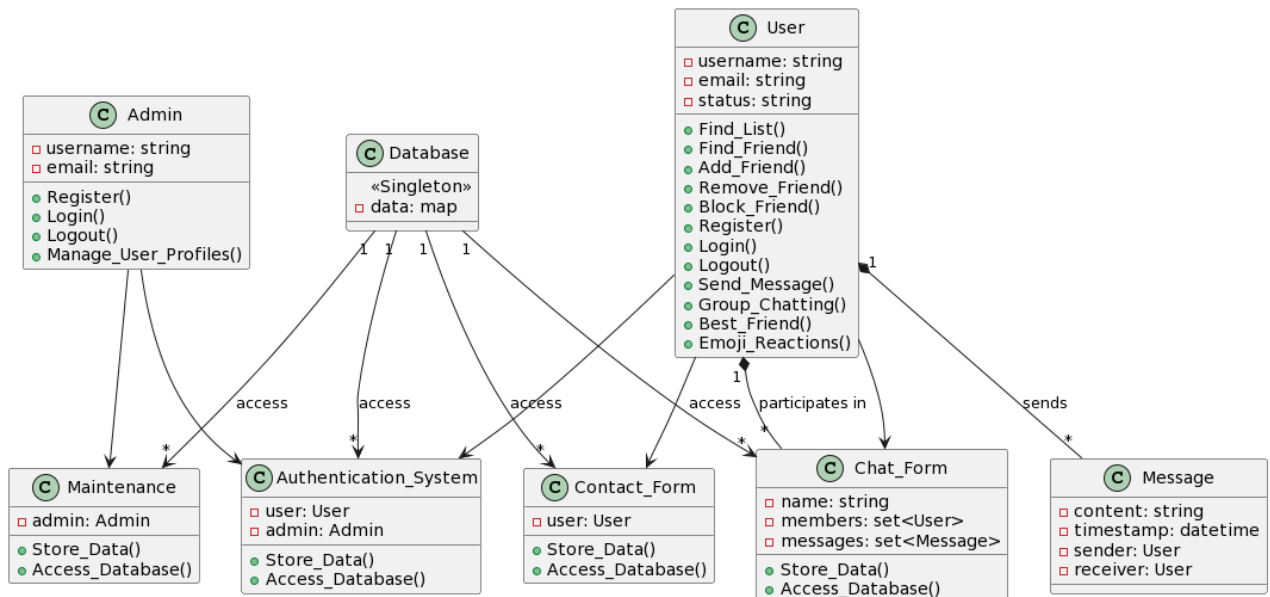 C User
username: string
email: string
status: string
Find_List()
Find_Friend()
Add_Friend()
Remove_Friend()
Block_Friend()
Register()
Login()
Logout()
Send_Message()
Group_Chatting()
Best_Friend()
Emoji_Reactions()
C Admin
username: string
email: string
Register()
Login()
Logout()
Manage_User_Profiles()
C Database
«Singleton»
data: map
1 1 1 1
1
1
access access access access participates in sends
* * * * * *
C Maintenance
admin: Admin
Store_Data()
Access_Database()
C Authentication_System
user: User
admin: Admin
Store_Data()
Access_Database()
C Contact_Form
user: User
Store_Data()
Access_Database()
C Chat_Form
name: string
members: set<User>
messages: set<Message>
Store_Data()
Access_Database()
C Message
content: string
timestamp: datetime
sender: User
receiver: User